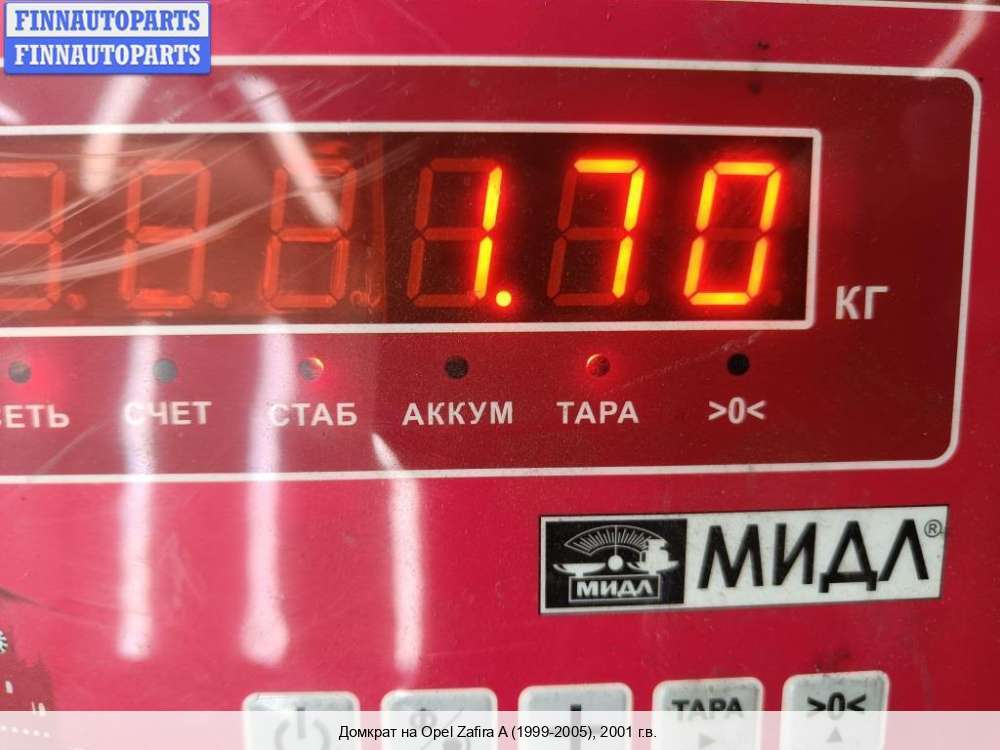 FINNAUTOPARTS
FINNAUTOPARTS
1.70
КГ
СЕТЬ СЧЕТ СТАБ АККУМ ТАРА >0<
МИДЛ МИДЛ®
ТАРА >0<
Домкрат на Opel Zafira A (1999-2005), 2001 г.в.